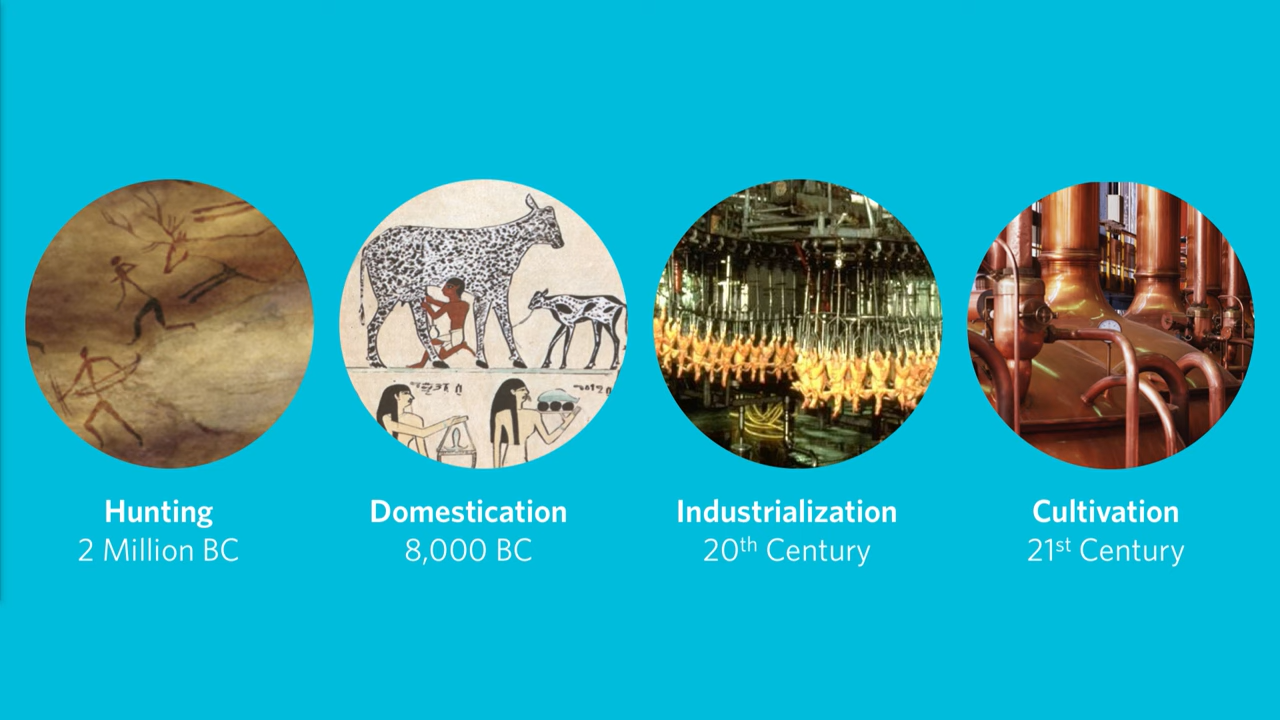 Hunting
2 Million BC
Domestication
8,000 BC
Industrialization
20th Century
Cultivation
21st Century